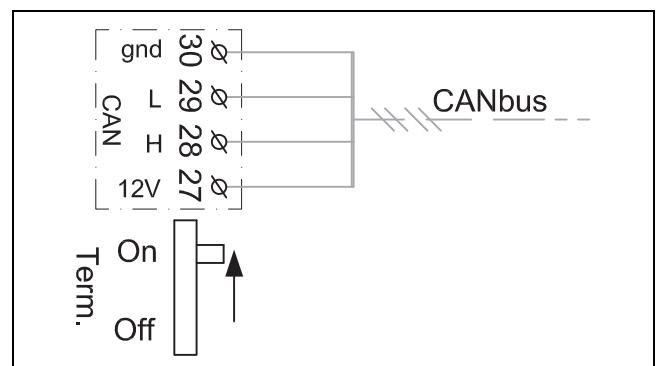 gnd 30
L 29
CAN
H 28
12V 27
CANbus
Term.
On
Off